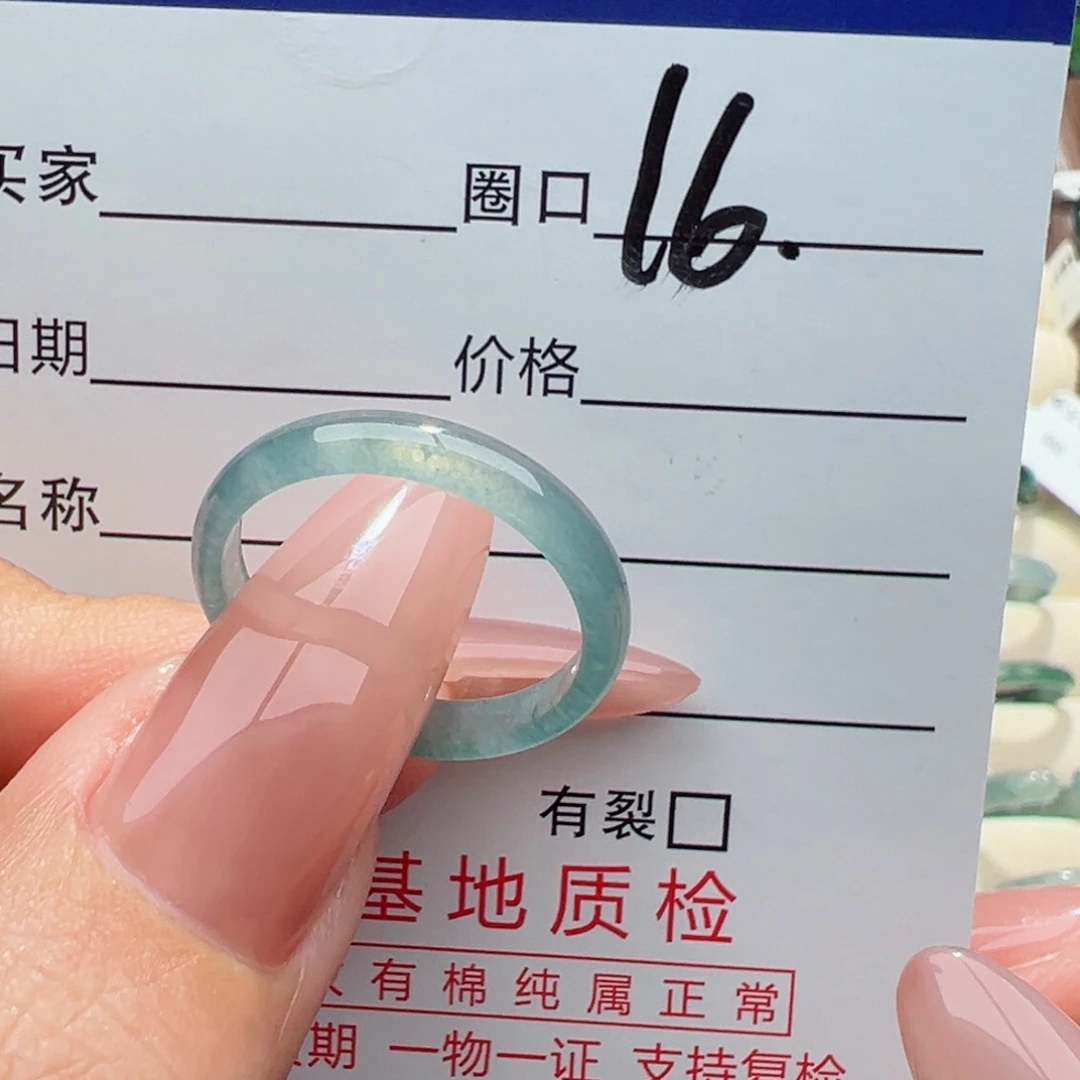 买家 圈口 16.
日期 价格
名称
有裂
基地质检
有棉纯属正常
期 一物一证 支持复检